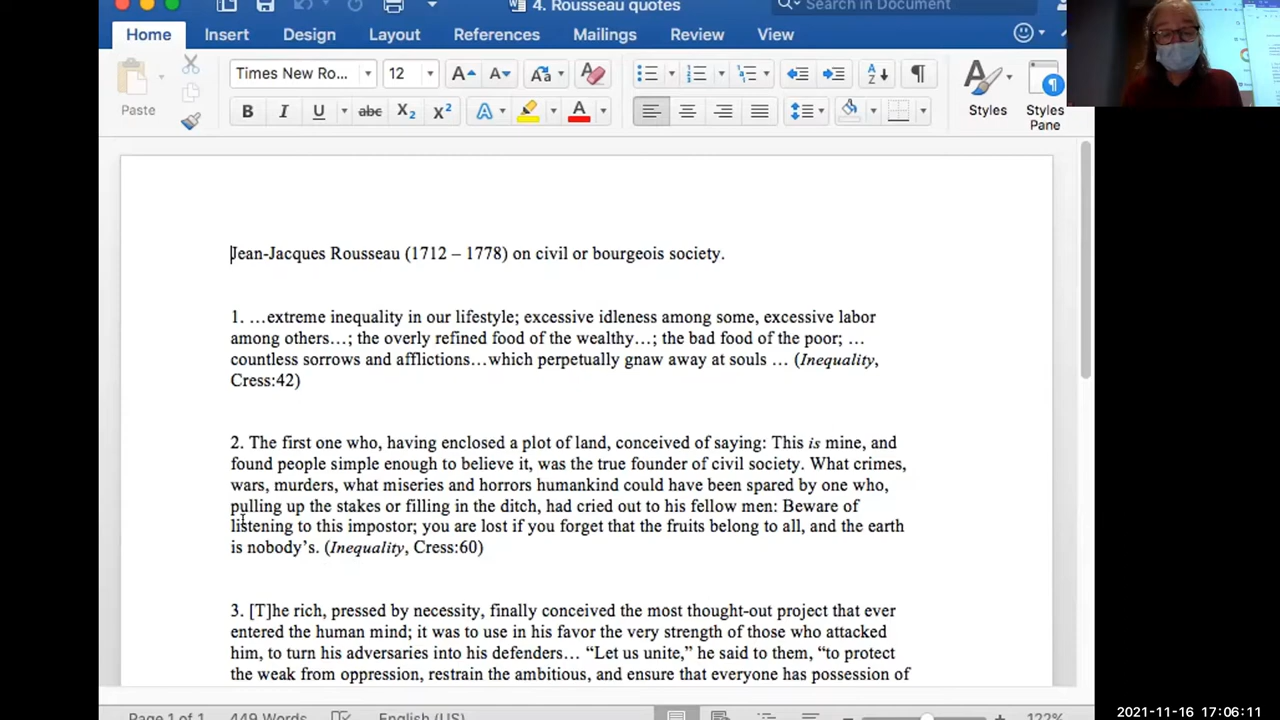 4. Rousseau quotes
Search in Document
Home Insert Design Layout References Mailings Review View
Paste
Times New Ro... 12
Styles
Styles Pane
Jean-Jacques Rousseau (1712 – 1778) on civil or bourgeois society.
1. …extreme inequality in our lifestyle; excessive idleness among some, excessive labor
among others…; the overly refined food of the wealthy…; the bad food of the poor; …
countless sorrows and afflictions…which perpetually gnaw away at souls … (Inequality,
Cress:42)
2. The first one who, having enclosed a plot of land, conceived of saying: This is mine, and
found people simple enough to believe it, was the true founder of civil society. What crimes,
wars, murders, what miseries and horrors humankind could have been spared by one who,
pulling up the stakes or filling in the ditch, had cried out to his fellow men: Beware of
listening to this impostor; you are lost if you forget that the fruits belong to all, and the earth
is nobody's. (Inequality, Cress:60)
3. [T]he rich, pressed by necessity, finally conceived the most thought-out project that ever
entered the human mind; it was to use in his favor the very strength of those who attacked
him, to turn his adversaries into his defenders… “Let us unite,” he said to them, “to protect
the weak from oppression, restrain the ambitious, and ensure that everyone has possession of
Page 1 of 1 449 Words English (US) 122%
2021-11-16 17:06:11